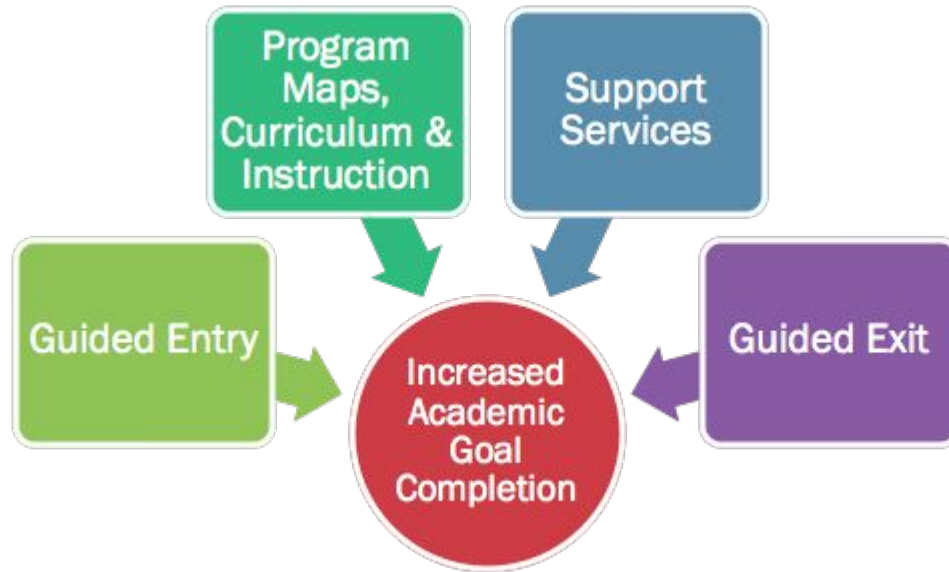 Program
Maps,
Curriculum &
Instruction
Support
Services
Guided Entry
Guided Exit
Increased
Academic
Goal
Completion